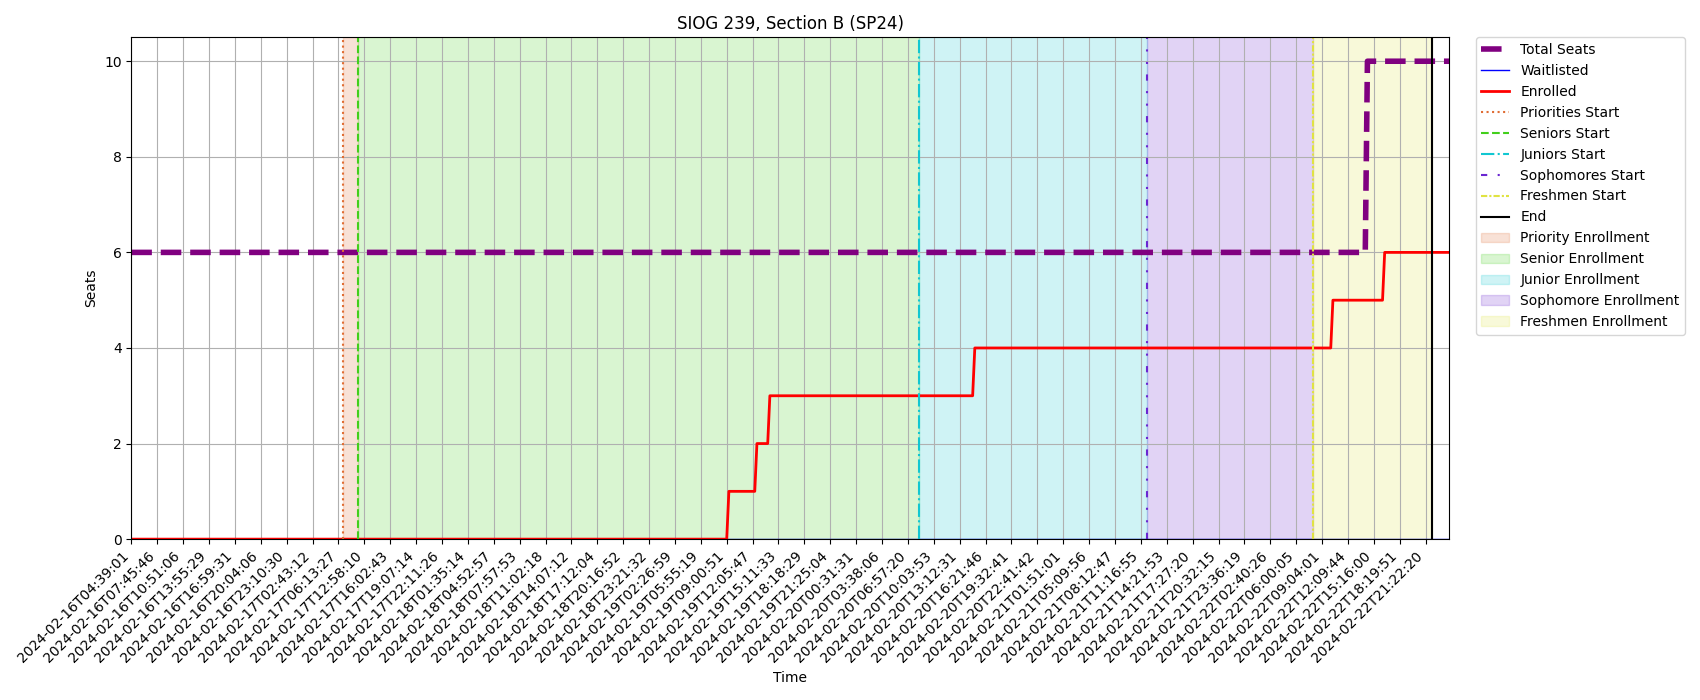 SIOG 239, Section B (SP24)
Total Seats
Waitlisted
Enrolled
Priorities Start
Seniors Start
Juniors Start
Sophomores Start
Freshmen Start
End
Priority Enrollment
Senior Enrollment
Junior Enrollment
Sophomore Enrollment
Freshmen Enrollment
Seats
10
8
6
4
2
0
2024-02-16T04:39:01
2024-02-16T07:45:46
2024-02-16T10:51:06
2024-02-16T13:55:29
2024-02-16T16:59:31
2024-02-16T20:04:06
2024-02-16T23:10:30
2024-02-17T02:43:12
2024-02-17T06:13:27
2024-02-17T12:58:10
2024-02-17T16:02:43
2024-02-17T19:07:14
2024-02-17T22:11:26
2024-02-18T01:35:14
2024-02-18T04:52:57
2024-02-18T07:57:53
2024-02-18T11:02:18
2024-02-18T14:07:12
2024-02-18T17:12:04
2024-02-18T20:16:52
2024-02-18T23:21:32
2024-02-19T02:26:59
2024-02-19T05:55:19
2024-02-19T09:00:51
2024-02-19T12:05:47
2024-02-19T15:11:33
2024-02-19T18:18:29
2024-02-19T21:25:04
2024-02-20T00:31:31
2024-02-20T03:38:06
2024-02-20T06:57:20
2024-02-20T10:03:53
2024-02-20T13:12:31
2024-02-20T16:21:46
2024-02-20T19:32:41
2024-02-20T22:41:42
2024-02-21T01:51:01
2024-02-21T05:09:56
2024-02-21T08:12:47
2024-02-21T11:16:55
2024-02-21T14:21:53
2024-02-21T17:27:20
2024-02-21T20:32:15
2024-02-21T23:36:19
2024-02-22T02:40:26
2024-02-22T06:00:05
2024-02-22T09:04:01
2024-02-22T12:09:44
2024-02-22T15:16:00
2024-02-22T18:19:51
2024-02-22T21:22:20
Time